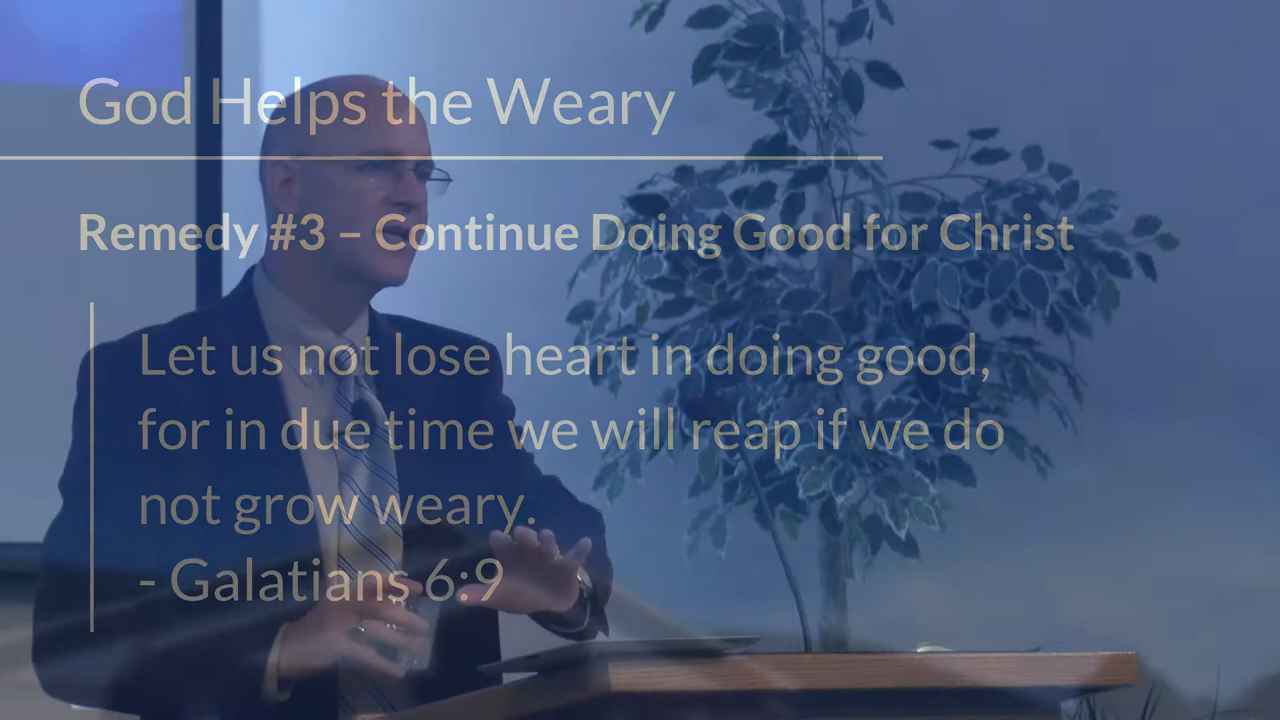 God Helps the Weary
Remedy #3 – Continue Doing Good for Christ
Let us not lose heart in doing good,
for in due time we will reap if we do
not grow weary.
- Galatians 6:9